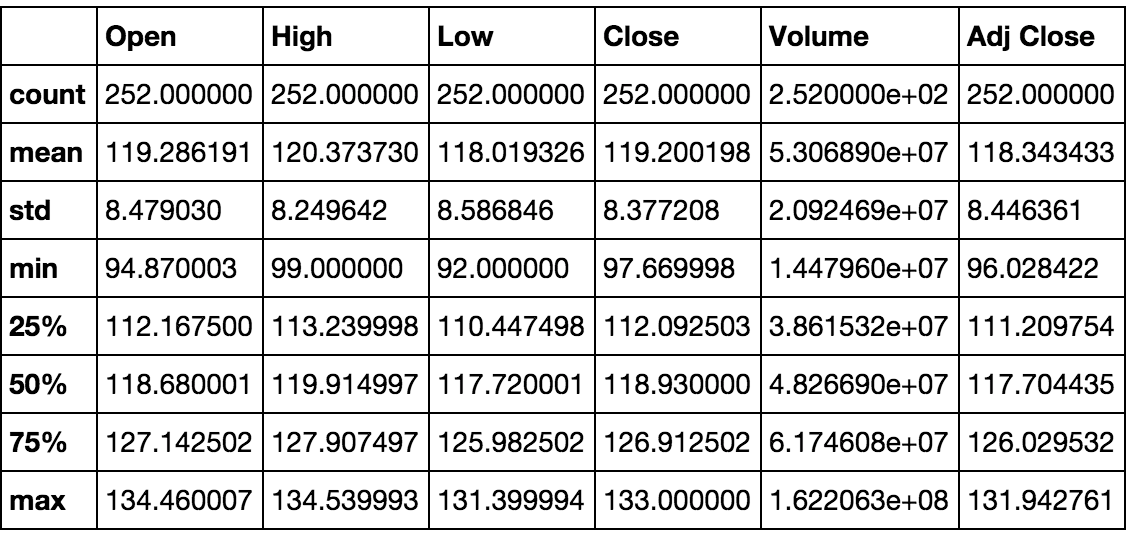 Open High Low Close Volume Adj Close
count 252.000000 252.000000 252.000000 252.000000 2.520000e+02 252.000000
mean 119.286191 120.373730 118.019326 119.200198 5.306890e+07 118.343433
std 8.479030 8.249642 8.586846 8.377208 2.092469e+07 8.446361
min 94.870003 99.000000 92.000000 97.669998 1.447960e+07 96.028422
25% 112.167500 113.239998 110.447498 112.092503 3.861532e+07 111.209754
50% 118.680001 119.914997 117.720001 118.930000 4.826690e+07 117.704435
75% 127.142502 127.907497 125.982502 126.912502 6.174608e+07 126.029532
max 134.460007 134.539993 131.399994 133.000000 1.622063e+08 131.942761